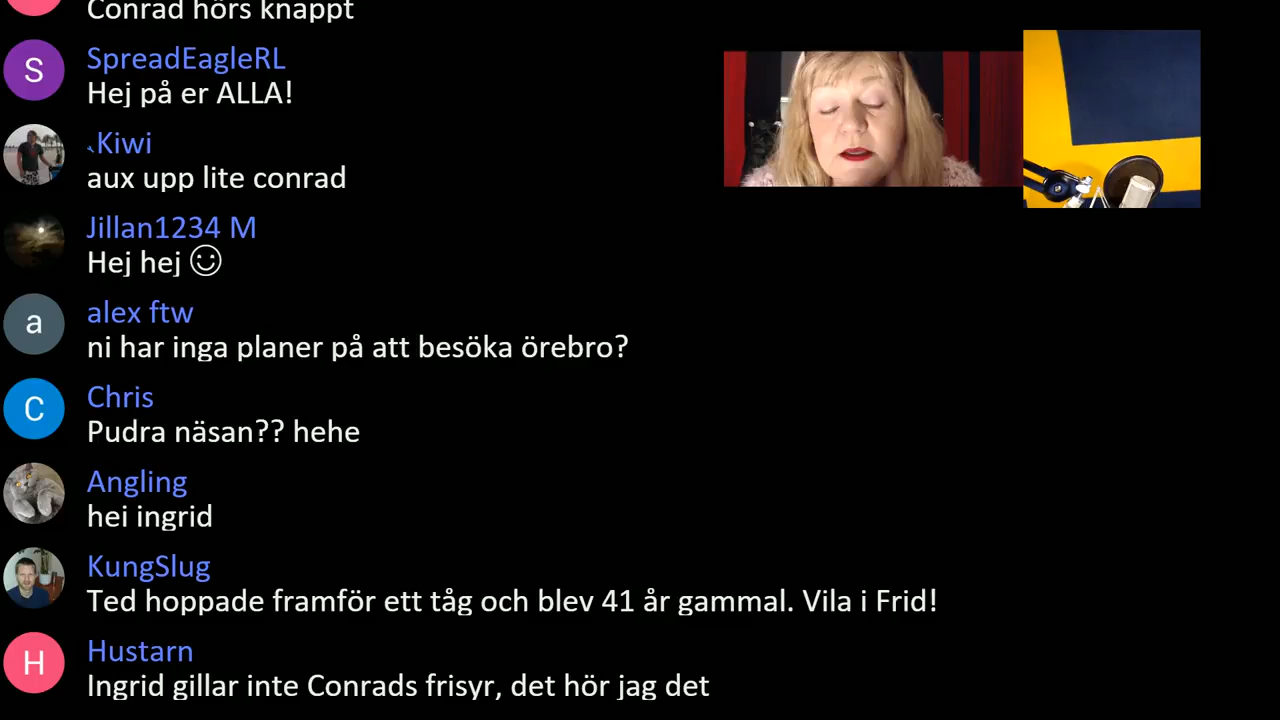 Conrad hörs knappt
S
SpreadEagleRL
Hej på er ALLA!
Kiwi
aux upp lite conrad
Jillan1234 M
Hej hej ☺
a
alex ftw
ni har inga planer på att besöka örebro?
C
Chris
Pudra näsan?? hehe
Angling
hei ingrid
KungSlug
Ted hoppade framför ett tåg och blev 41 år gammal. Vila i Frid!
H
Hustarn
Ingrid gillar inte Conrads frisyr, det hör jag det